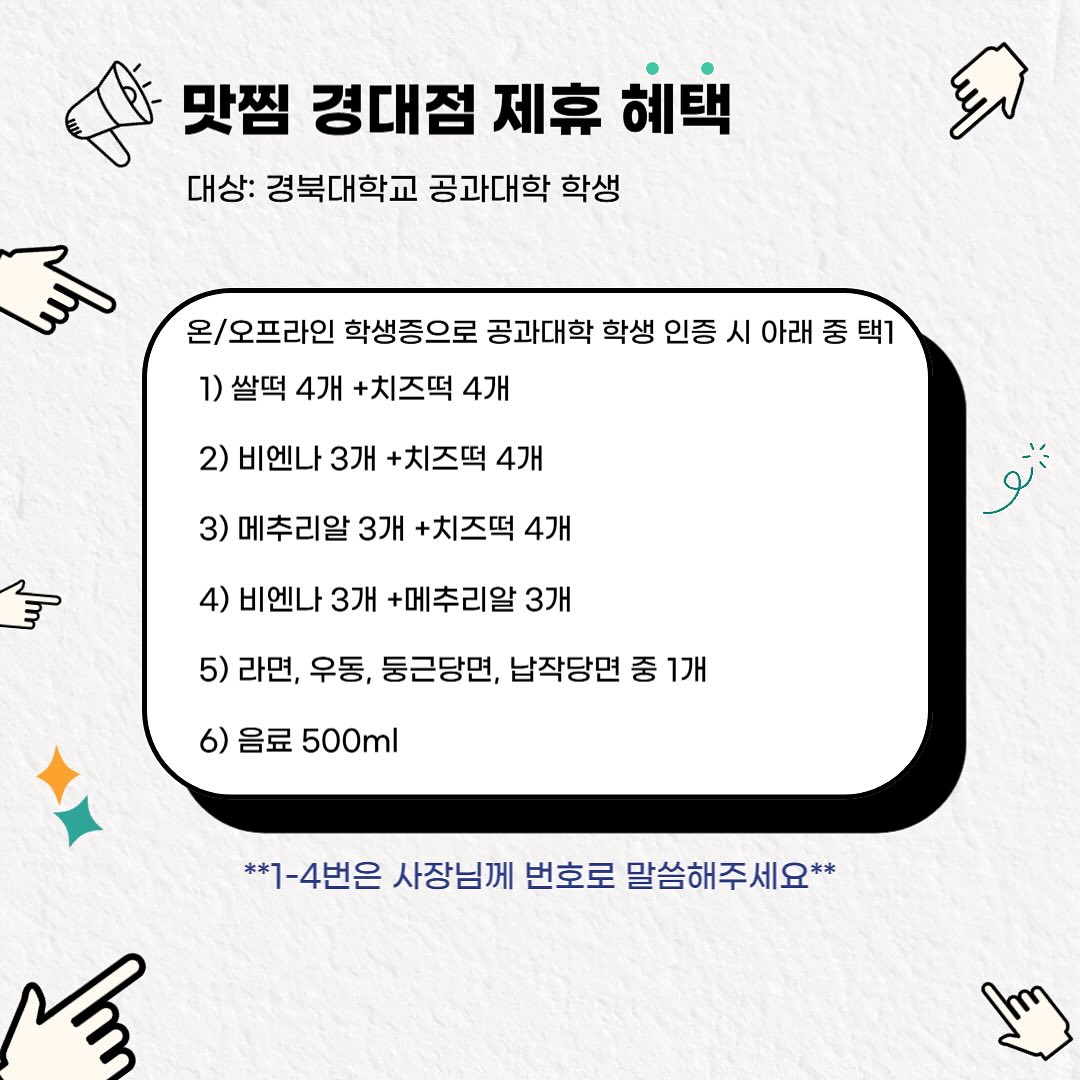 맛찜 경대점 제휴 혜택
대상: 경북대학교 공과대학 학생
온/오프라인 학생증으로 공과대학 학생 인증 시 아래 중 택1
1) 쌀떡 4개 +치즈떡 4개
2) 비엔나 3개 +치즈떡 4개
3) 메추리알 3개 +치즈떡 4개
4) 비엔나 3개 +메추리알 3개
5) 라면, 우동, 둥근당면, 납작당면 중 1개
6) 음료 500ml
**1-4번은 사장님께 번호로 말씀해주세요**